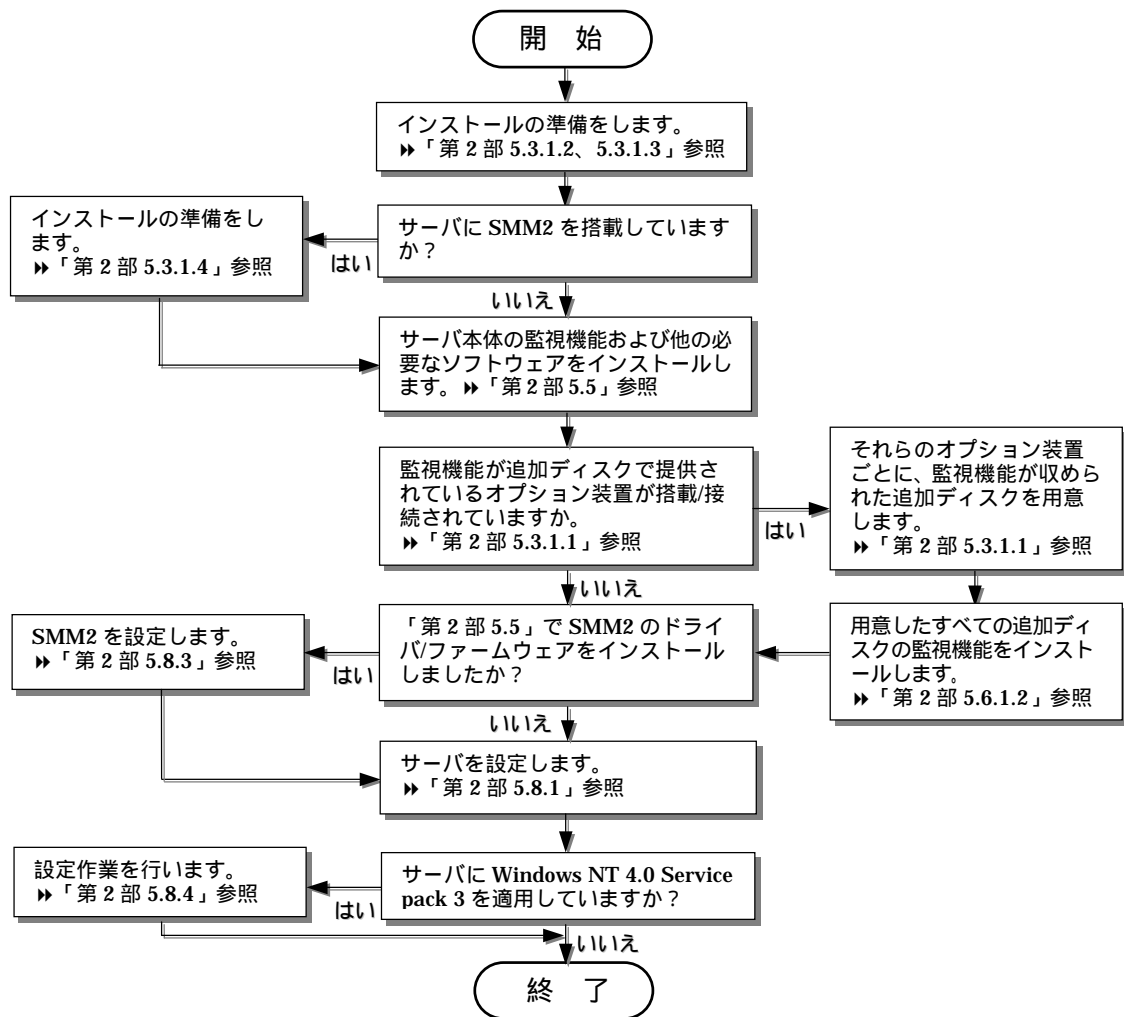 開 始
インストールの準備をします。
▸▸「第 2 部 5.3.1.2、5.3.1.3」参照
サーバに SMM2 を搭載しています
か？
はい
インストールの準備をし
ます。
▸▸「第 2 部 5.3.1.4」参照
いいえ
サーバ本体の監視機能および他の必
要なソフトウェアをインストールし
ます。▸▸「第 2 部 5.5」参照
監視機能が追加ディスクで提供さ
れているオプション装置が搭載/接
続されていますか。
▸▸「第 2 部 5.3.1.1」参照
はい
それらのオプション装置
ごとに、監視機能が収めら
れた追加ディスクを用意
します。
▸▸「第 2 部 5.3.1.1」参照
用意したすべての追加ディ
スクの監視機能をインスト
ールします。
▸▸「第 2 部 5.6.1.2」参照
いいえ
「第 2 部 5.5」で SMM2 のドライ
バ/ファームウェアをインストール
しましたか？
はい
SMM2 を設定します。
▸▸「第 2 部 5.8.3」参照
いいえ
サーバを設定します。
▸▸「第 2 部 5.8.1」参照
サーバに Windows NT 4.0 Service
pack 3 を適用していますか？
はい
設定作業を行います。
▸▸「第 2 部 5.8.4」参照
いいえ
終 了